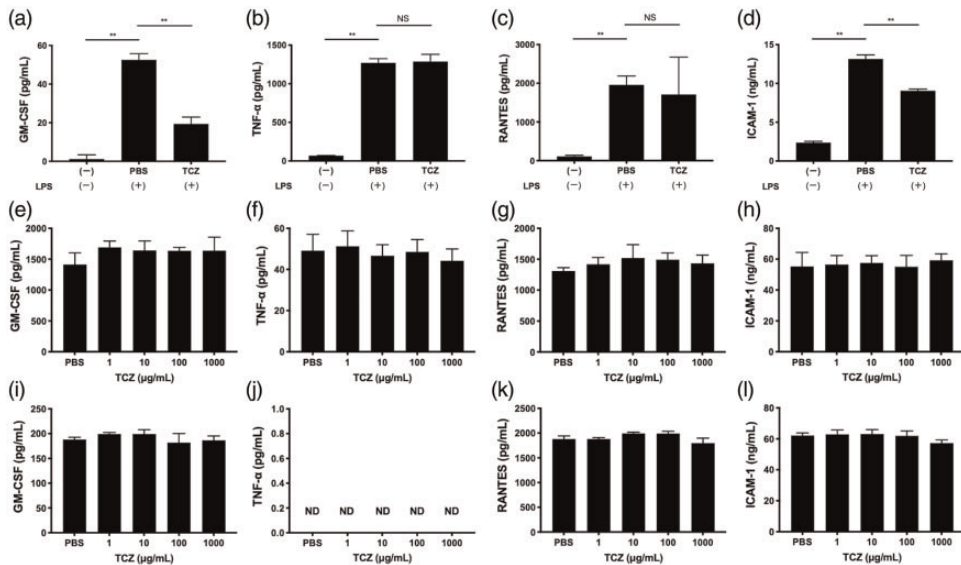 (a)
**
**
GM-CSF (pg/mL)
60
40
20
0
(−) PBS TCZ
LPS (−) (+) (+)
(b)
NS
**
TNF-α (pg/mL)
1500
1000
500
0
(−) PBS TCZ
(−) (+) (+)
(c)
NS
**
RANTES (pg/mL)
3000
2000
1000
0
(−) PBS TCZ
(−) (+) (+)
(d)
**
**
ICAM-1 (ng/mL)
15
10
5
0
(−) PBS TCZ
(−) (+) (+)
(e)
GM-CSF (pg/mL)
2000
1500
1000
500
0
PBS 1 10 100 1000
TCZ (µg/mL)
(f)
TNF-α (pg/mL)
60
40
20
0
PBS 1 10 100 1000
TCZ (µg/mL)
(g)
RANTES (pg/mL)
2000
1500
1000
500
0
PBS 1 10 100 1000
TCZ (µg/mL)
(h)
ICAM-1 (ng/mL)
80
60
40
20
0
PBS 1 10 100 1000
TCZ (µg/mL)
(i)
GM-CSF (pg/mL)
250
200
150
100
50
0
PBS 1 10 100 1000
TCZ (µg/mL)
(j)
TNF-α (pg/mL)
1.0
0.8
0.6
0.4
0.2
0.0
ND ND ND ND ND
PBS 1 10 100 1000
TCZ (µg/mL)
(k)
RANTES (pg/mL)
2500
2000
1500
1000
500
0
PBS 1 10 100 1000
TCZ (µg/mL)
(l)
ICAM-1 (ng/mL)
80
60
40
20
0
PBS 1 10 100 1000
TCZ (µg/mL)